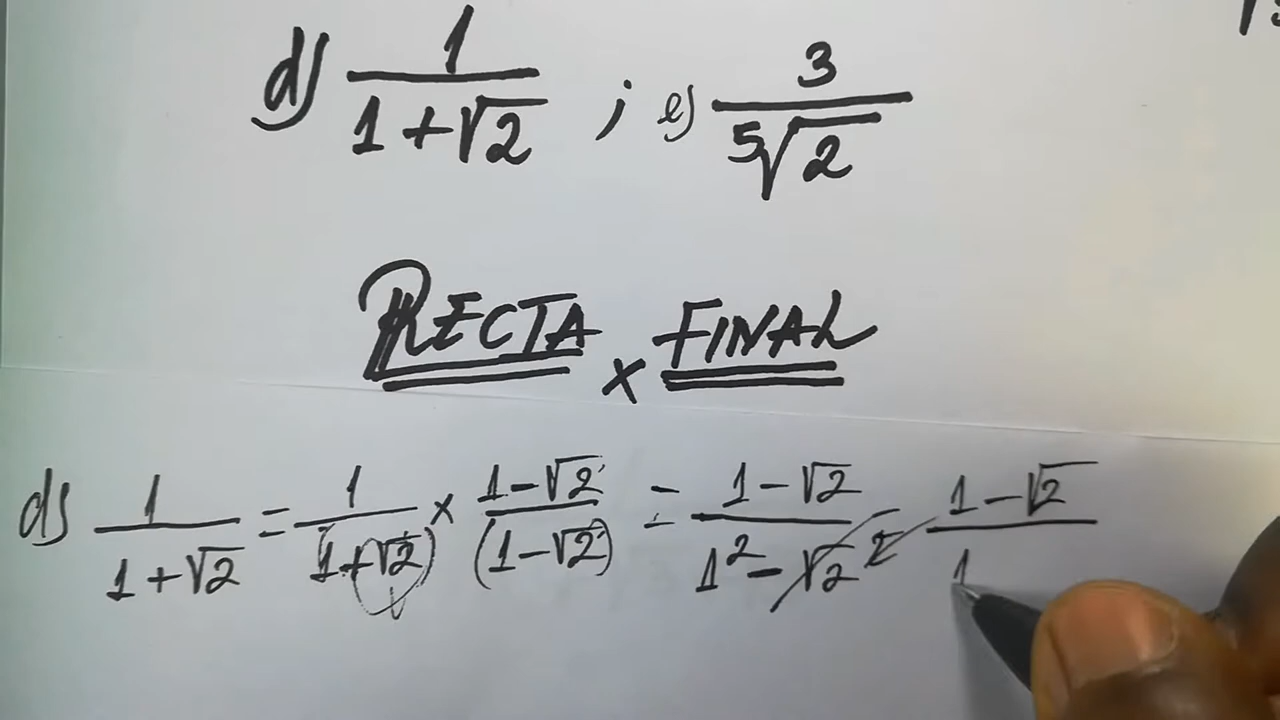 d) 1/(1+√2) ; e) 3/⁵√2
RECTA x FINAL
d) 1/(1+√2) = 1/(1+√2) × (1-√2)/(1-√2) = (1-√2)/(1²-√2²) = (1-√2)/1